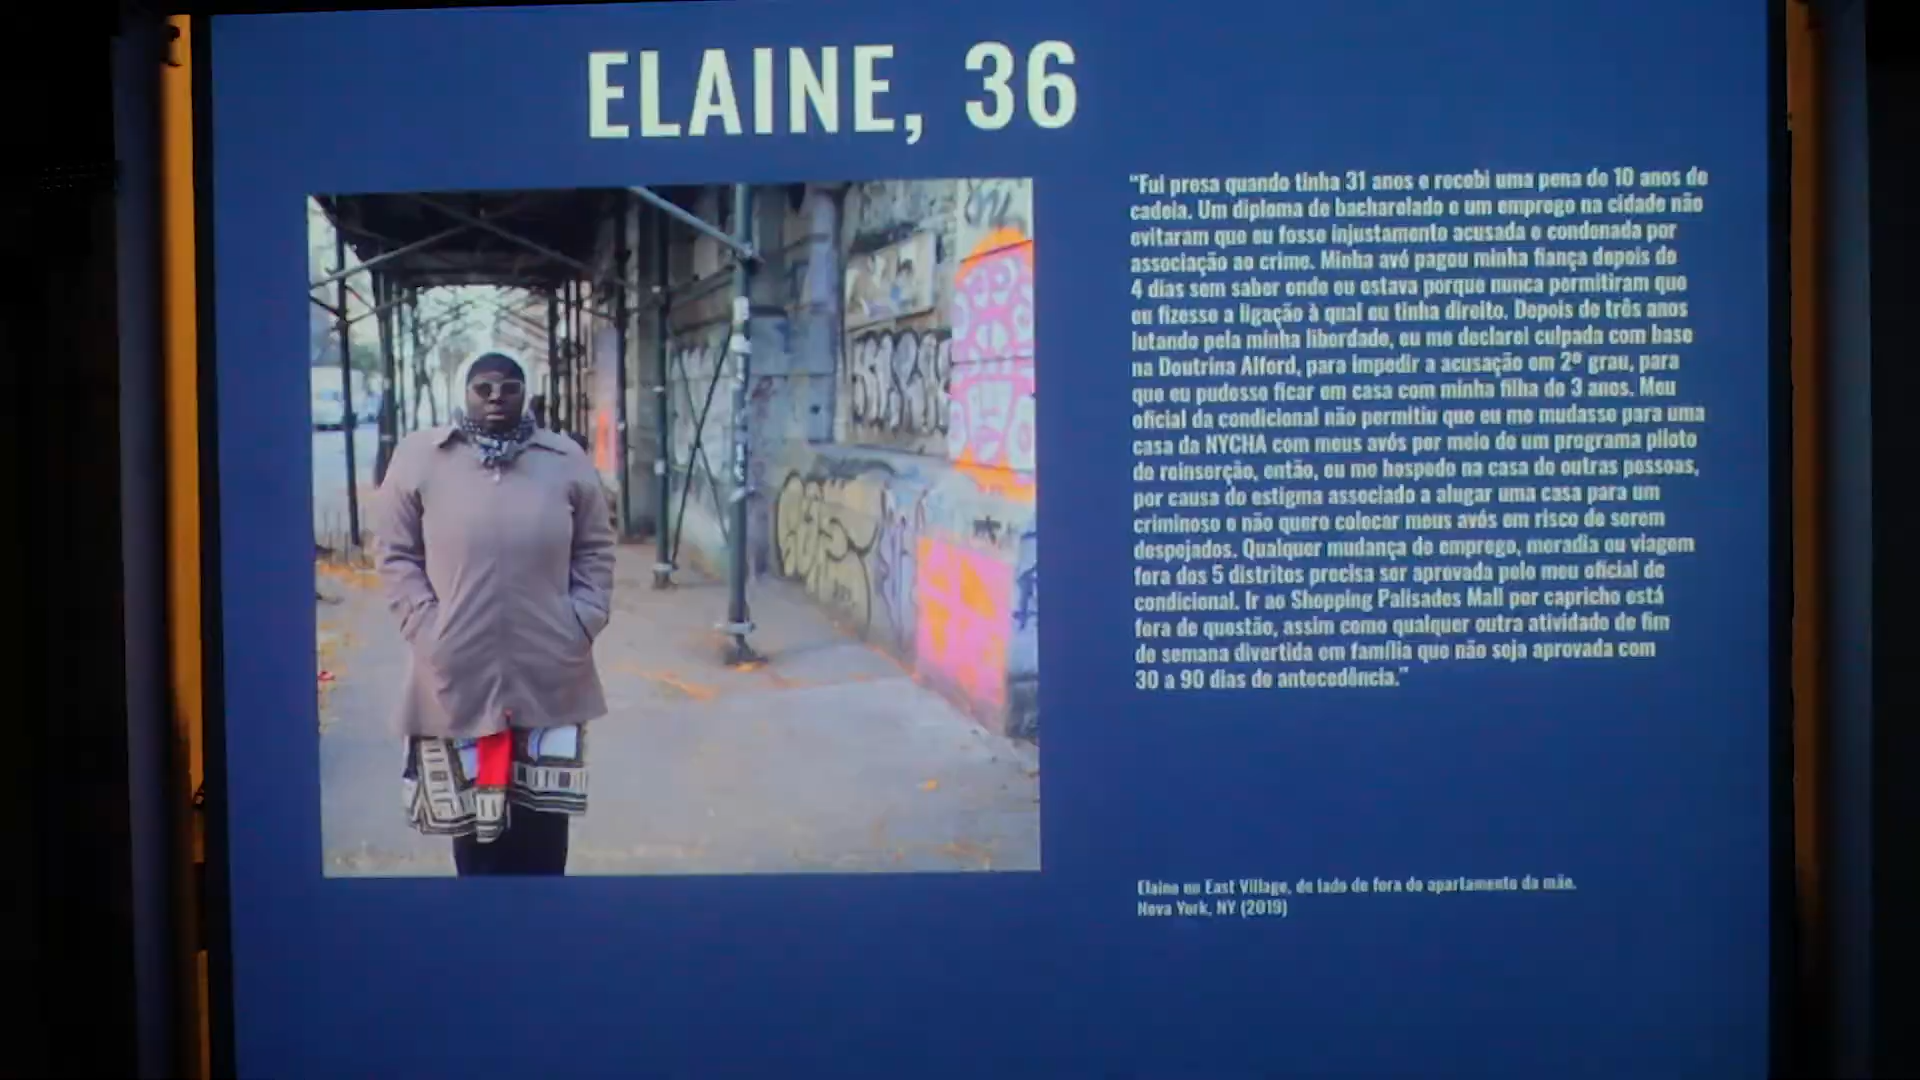 ELAINE, 36
“Fui presa quando tinha 31 anos e recebi uma pena de 10 anos de
cadeia. Um diploma de bacharelado e um emprego na cidade não
evitaram que eu fosse injustamente acusada e condenada por
associação ao crime. Minha avó pagou minha fiança depois de
4 dias sem saber onde eu estava porque nunca permitiram que
eu fizesse a ligação à qual eu tinha direito. Depois de três anos
lutando pela minha liberdade, eu me declarei culpada com base
na Doutrina Alford, para impedir a acusação em 2º grau, para
que eu pudesse ficar em casa com minha filha de 3 anos. Meu
oficial da condicional não permitiu que eu me mudasse para uma
casa da NYCHA com meus avós por meio de um programa piloto
de reinserção, então, eu me hospedo na casa de outras pessoas,
por causa do estigma associado a alugar uma casa para um
criminoso e não quero colocar meus avós em risco de serem
despejados. Qualquer mudança de emprego, moradia ou viagem
fora dos 5 distritos precisa ser aprovada pelo meu oficial de
condicional. Ir ao Shopping Palisades Mall por capricho está
fora de questão, assim como qualquer outra atividade de fim
de semana divertida em família que não seja aprovada com
30 a 90 dias de antecedência.”
Elaine no East Village, do lado de fora do apartamento da mãe.
Nova York, NY (2019)